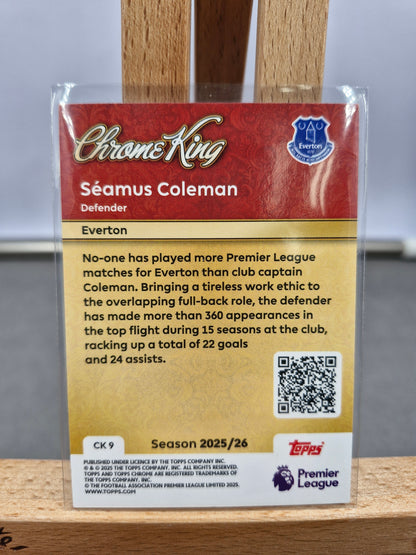 Chrome King
Everton
1878
Séamus Coleman
Defender
Everton
No-one has played more Premier League
matches for Everton than club captain
Coleman. Bringing a tireless work ethic to
the overlapping full-back role, the defender
has made more than 360 appearances in
the top flight during 15 seasons at the club,
racking up a total of 22 goals
and 24 assists.
CK 9
Season 2025/26
Topps
PUBLISHED UNDER LICENCE BY THE TOPPS COMPANY INC.
® & © 2025 THE TOPPS COMPANY, INC. ALL RIGHTS RESERVED.
TOPPS AND TOPPS CHROME ARE REGISTERED TRADEMARKS OF
THE TOPPS COMPANY, INC.
© THE FOOTBALL ASSOCIATION PREMIER LEAGUE LIMITED 2025.
WWW.TOPPS.COM
Premier
League